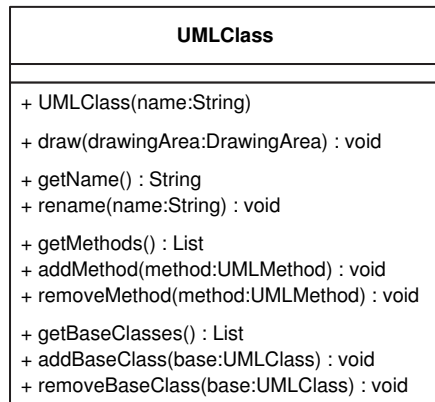 UMLClass
+ UMLClass(name:String)
+ draw(drawingArea:DrawingArea) : void
+ getName() : String
+ rename(name:String) : void
+ getMethods() : List
+ addMethod(method:UMLMethod) : void
+ removeMethod(method:UMLMethod) : void
+ getBaseClasses() : List
+ addBaseClass(base:UMLClass) : void
+ removeBaseClass(base:UMLClass) : void